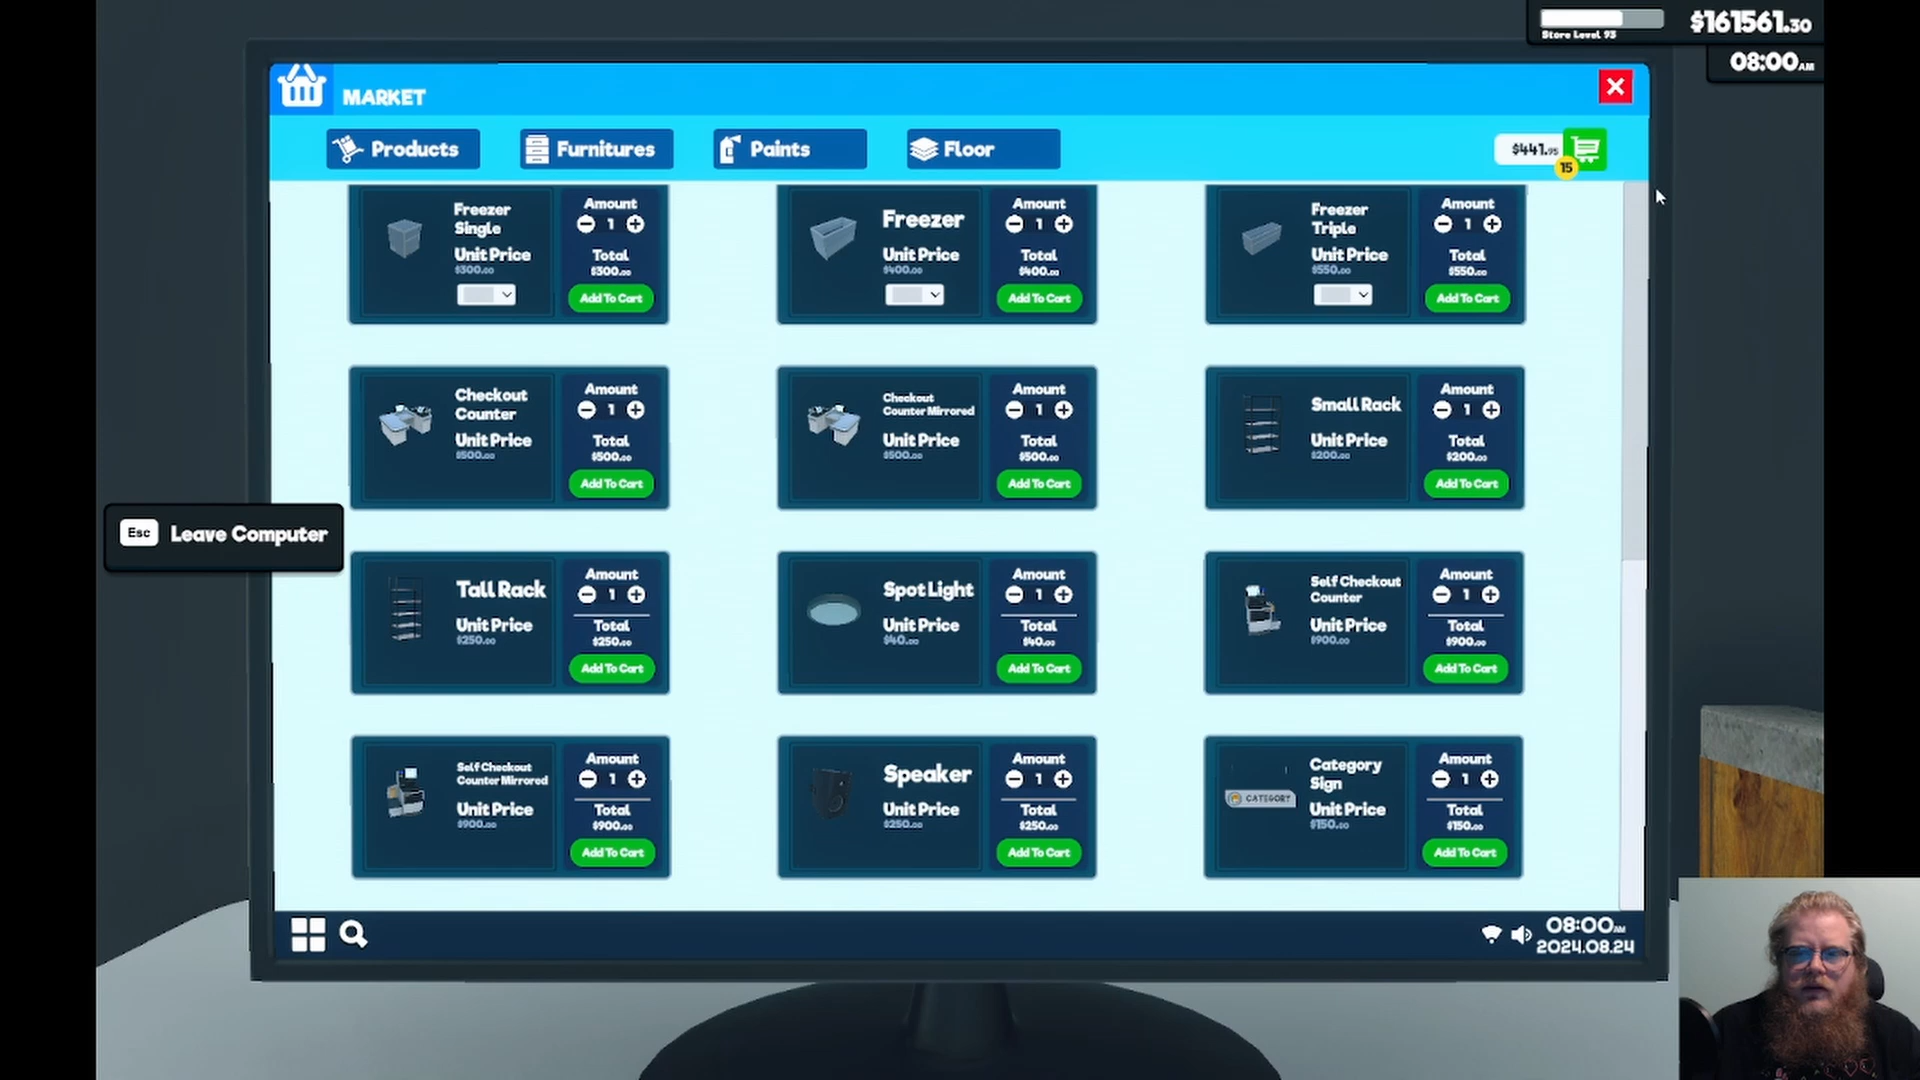 $161561.30
Store Level 93
08:00AM
MARKET
Products
Furnitures
Paints
Floor
$441.95
15
Freezer
Single
Unit Price
$300.00
Amount
1
Total
$300.00
Add To Cart
Freezer
Unit Price
$400.00
Amount
1
Total
$400.00
Add To Cart
Freezer
Triple
Unit Price
$550.00
Amount
1
Total
$550.00
Add To Cart
Checkout
Counter
Unit Price
$500.00
Amount
1
Total
$500.00
Add To Cart
Checkout
Counter Mirrored
Unit Price
$500.00
Amount
1
Total
$500.00
Add To Cart
Small Rack
Unit Price
$200.00
Amount
1
Total
$200.00
Add To Cart
Esc Leave Computer
Tall Rack
Unit Price
$250.00
Amount
1
Total
$250.00
Add To Cart
Spot Light
Unit Price
$40.00
Amount
1
Total
$40.00
Add To Cart
Self Checkout
Counter
Unit Price
$900.00
Amount
1
Total
$900.00
Add To Cart
Self Checkout
Counter Mirrored
Unit Price
$900.00
Amount
1
Total
$900.00
Add To Cart
Speaker
Unit Price
$250.00
Amount
1
Total
$250.00
Add To Cart
CATEGORY
Category
Sign
Unit Price
$150.00
Amount
1
Total
$150.00
Add To Cart
08:00AM
2024.08.24